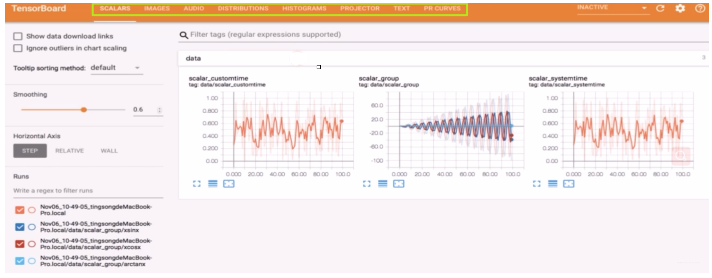 TensorBoard SCALARS IMAGES AUDIO DISTRIBUTIONS HISTOGRAMS PROJECTOR TEXT PR CURVES INACTIVE
Show data download links
Ignore outliers in chart scaling
Tooltip sorting method: default
Smoothing
0.6
Horizontal Axis
STEP RELATIVE WALL
Runs
Write a regex to filter runs
Nov06_10-49-05_tingsongdeMacBook-
Pro.local
Nov06_10-49-05_tingsongdeMacBook-
Pro.local/data/scalar_group/xsinx
Nov06_10-49-05_tingsongdeMacBook-
Pro.local/data/scalar_group/xcosx
Nov06_10-49-05_tingsongdeMacBook-
Pro.local/data/scalar_group/arctanx
Filter tags (regular expressions supported)
data 3
scalar_customtime
tag: data/scalar_customtime
1.00
0.800
0.600
0.400
0.200
0.00
0.000 20.00 40.00 60.00 80.00 100.0
scalar_group
tag: data/scalar_group
60.0
20.0
-20.0
-60.0
-100
0.000 20.00 40.00 60.00 80.00 100.0
scalar_systemtime
tag: data/scalar_systemtime
1.00
0.800
0.600
0.400
0.200
0.00
0.000 20.00 40.00 60.00 80.00 100.0